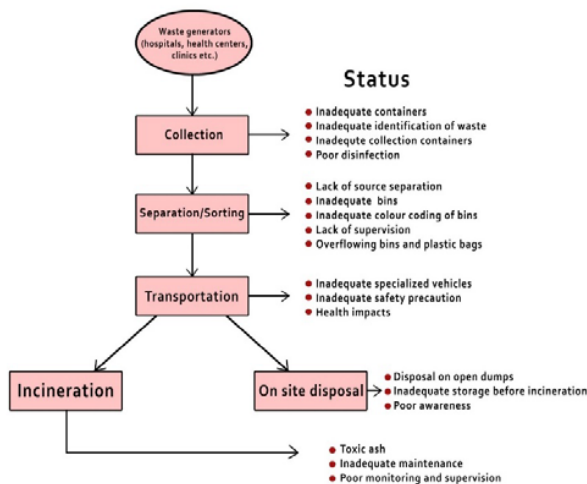 Waste generators
(hospitals, health centers,
clinics etc.)
Status
Collection
Inadequate containers
Inadequate identification of waste
Inadequte collection containers
Poor disinfection
Separation/Sorting
Lack of source separation
Inadequate bins
Inadequate colour coding of bins
Lack of supervision
Overflowing bins and plastic bags
Transportation
Inadequate specialized vehicles
Inadequate safety precaution
Health impacts
Incineration
On site disposal
Disposal on open dumps
Inadequate storage before incineration
Poor awareness
Toxic ash
Inadequate maintenance
Poor monitoring and supervision